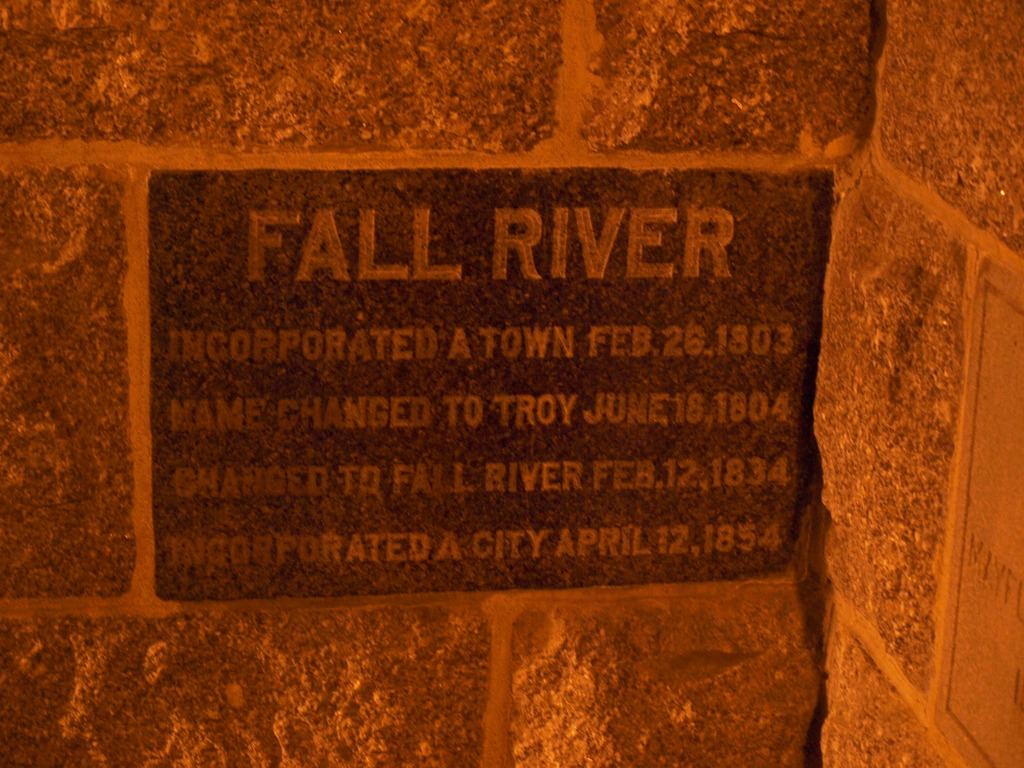 FALL RIVER
INCORPORATED A TOWN FEB. 26, 1803
NAME CHANGED TO TROY JUNE 18, 1804
CHANGED TO FALL RIVER FEB. 12, 1834
INCORPORATED A CITY APRIL 12, 1854